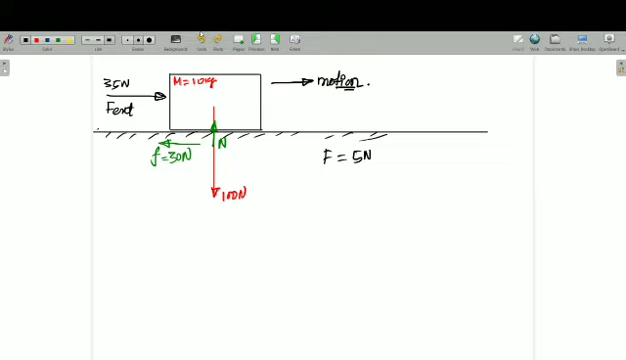 35N
Fext
M=10kg
motion.
N
f=30N
100N
F = 5N